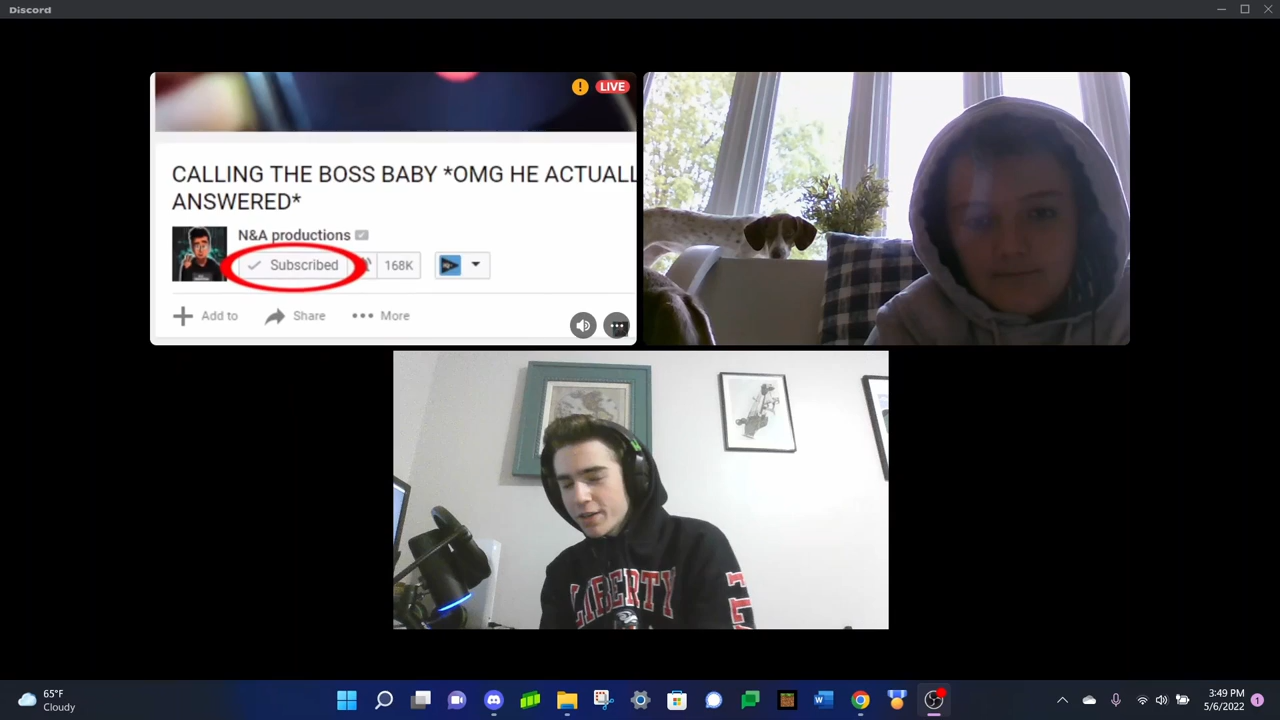 Discord
LIVE
CALLING THE BOSS BABY *OMG HE ACTUALL
ANSWERED*
N&A productions
Subscribed
168K
Add to
Share
More
LIBERTY
65°F
Cloudy
3:49 PM
5/6/2022
1